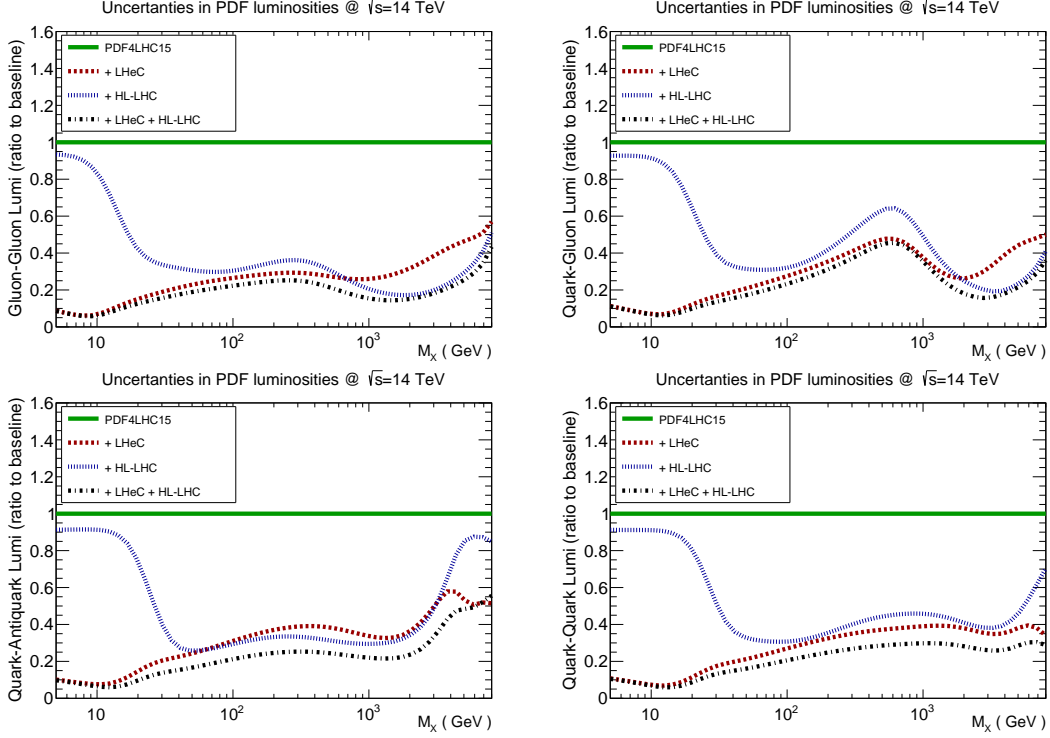 Uncertanties in PDF luminosities @ √s=14 TeV
Gluon-Gluon Lumi (ratio to baseline)
1.6
1.4
1.2
1
0.8
0.6
0.4
0.2
0
PDF4LHC15
+ LHeC
+ HL-LHC
+ LHeC + HL-LHC
10
10²
10³
M_X ( GeV )
Uncertanties in PDF luminosities @ √s=14 TeV
Quark-Gluon Lumi (ratio to baseline)
1.6
1.4
1.2
1
0.8
0.6
0.4
0.2
0
PDF4LHC15
+ LHeC
+ HL-LHC
+ LHeC + HL-LHC
10
10²
10³
M_X ( GeV )
Uncertanties in PDF luminosities @ √s=14 TeV
Quark-Antiquark Lumi (ratio to baseline)
1.6
1.4
1.2
1
0.8
0.6
0.4
0.2
0
PDF4LHC15
+ LHeC
+ HL-LHC
+ LHeC + HL-LHC
10
10²
10³
M_X ( GeV )
Uncertanties in PDF luminosities @ √s=14 TeV
Quark-Quark Lumi (ratio to baseline)
1.6
1.4
1.2
1
0.8
0.6
0.4
0.2
0
PDF4LHC15
+ LHeC
+ HL-LHC
+ LHeC + HL-LHC
10
10²
10³
M_X ( GeV )